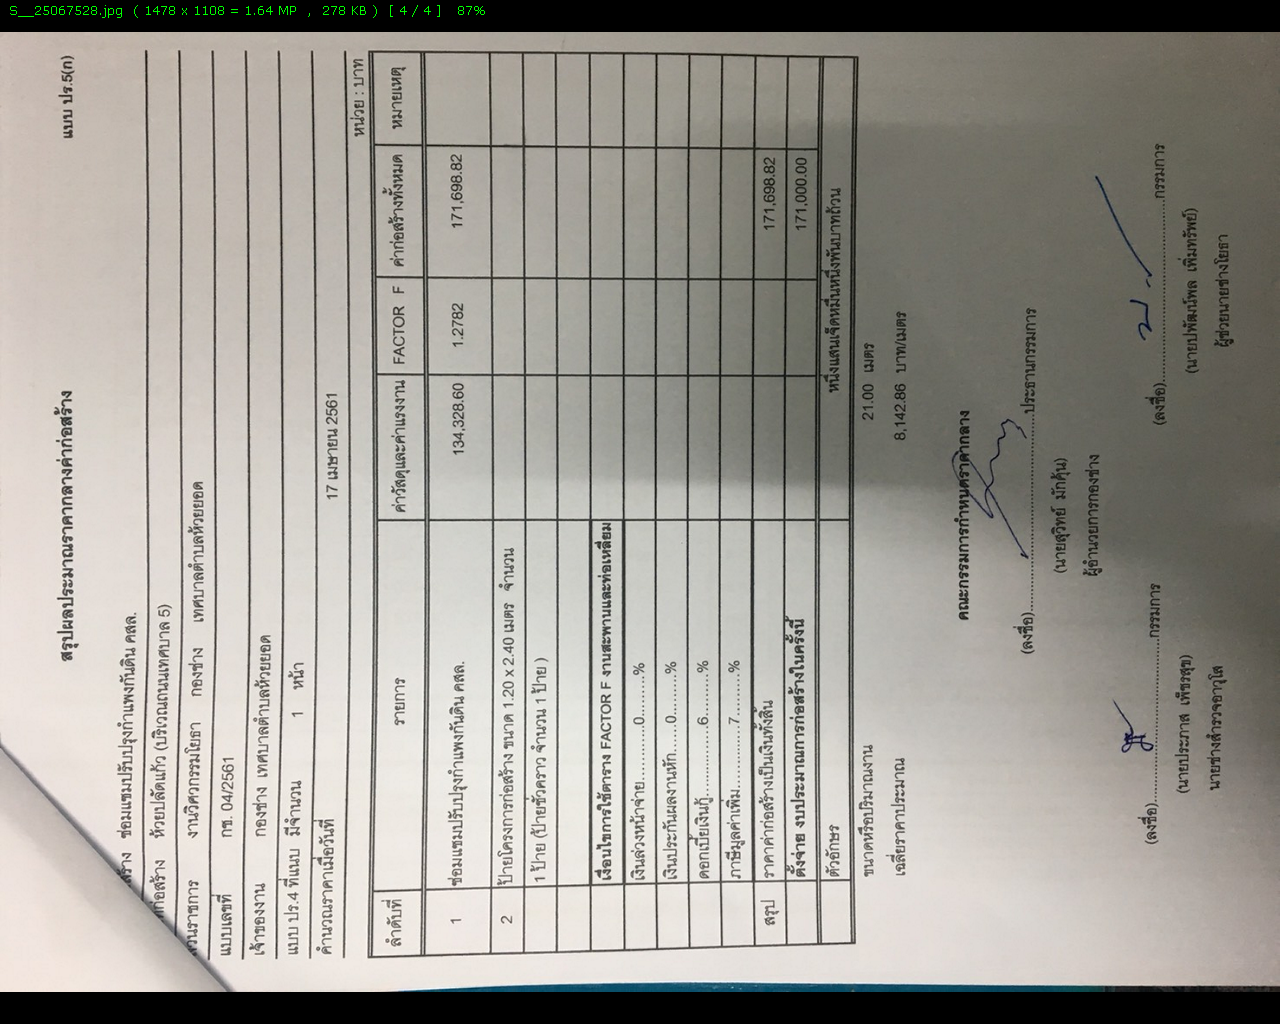 S__25067528.jpg ( 1478 x 1108 = 1.64 MP , 278 KB ) [ 4 / 4 ] 87%
แบบ ปร.5(ก)
สรุปผลประมาณราคากลางค่าก่อสร้าง
ซ่อมแซมปรับปรุงกำแพงกันดิน คสล.
ก่อสร้าง ห้วยปลัดแก้ว (บริเวณถนนเทศบาล 5)
งานวิศวกรรมโยธา กองช่าง เทศบาลตำบลห้วยยอด
แบบเลขที่ กช. 04/2561
เจ้าของงาน กองช่าง เทศบาลตำบลห้วยยอด
แบบ ปร.4 ที่แนบ มีจำนวน 1 หน้า
คำนวณราคาเมื่อวันที่ 17 เมษายน 2561
หน่วย : บาท
ลำดับที่ รายการ ค่าวัสดุและค่าแรงงาน FACTOR F ค่าก่อสร้างทั้งหมด หมายเหตุ
1 ซ่อมแซมปรับปรุงกำแพงกันดิน คสล. 134,328.60 1.2782 171,698.82
2 ป้ายโครงการก่อสร้าง ขนาด 1.20 x 2.40 เมตร จำนวน
1 ป้าย (ป้ายชั่วคราว จำนวน 1 ป้าย )
เงื่อนไขการใช้ตาราง FACTOR F งานสะพานและท่อเหลี่ยม
เงินล่วงหน้าจ่าย............0..........%
เงินประกันผลงานหัก......0..........%
ดอกเบี้ยเงินกู้................6..........%
ภาษีมูลค่าเพิ่ม...............7..........%
สรุป ราคาค่าก่อสร้างเป็นเงินทั้งสิ้น 171,698.82
ตั้งจ่าย งบประมาณการก่อสร้างในครั้งนี้ 171,000.00
ตัวอักษร หนึ่งแสนเจ็ดหมื่นหนึ่งพันบาทถ้วน
ขนาดหรือปริมาณงาน 21.00 เมตร
เฉลี่ยราคาประมาณ 8,142.86 บาท/เมตร
คณะกรรมการกำหนดราคากลาง
(ลงชื่อ)..........................................ประธานกรรมการ
(นายสุวิทย์ มักคุ้น)
ผู้อำนวยการกองช่าง
(ลงชื่อ)..........................................กรรมการ (ลงชื่อ)..........................................กรรมการ
(นายประภาส เพ็ชรสุข) (นายปพัฒน์พล เพิ่มทรัพย์)
นายช่างสำรวจอาวุโส ผู้ช่วยนายช่างโยธา